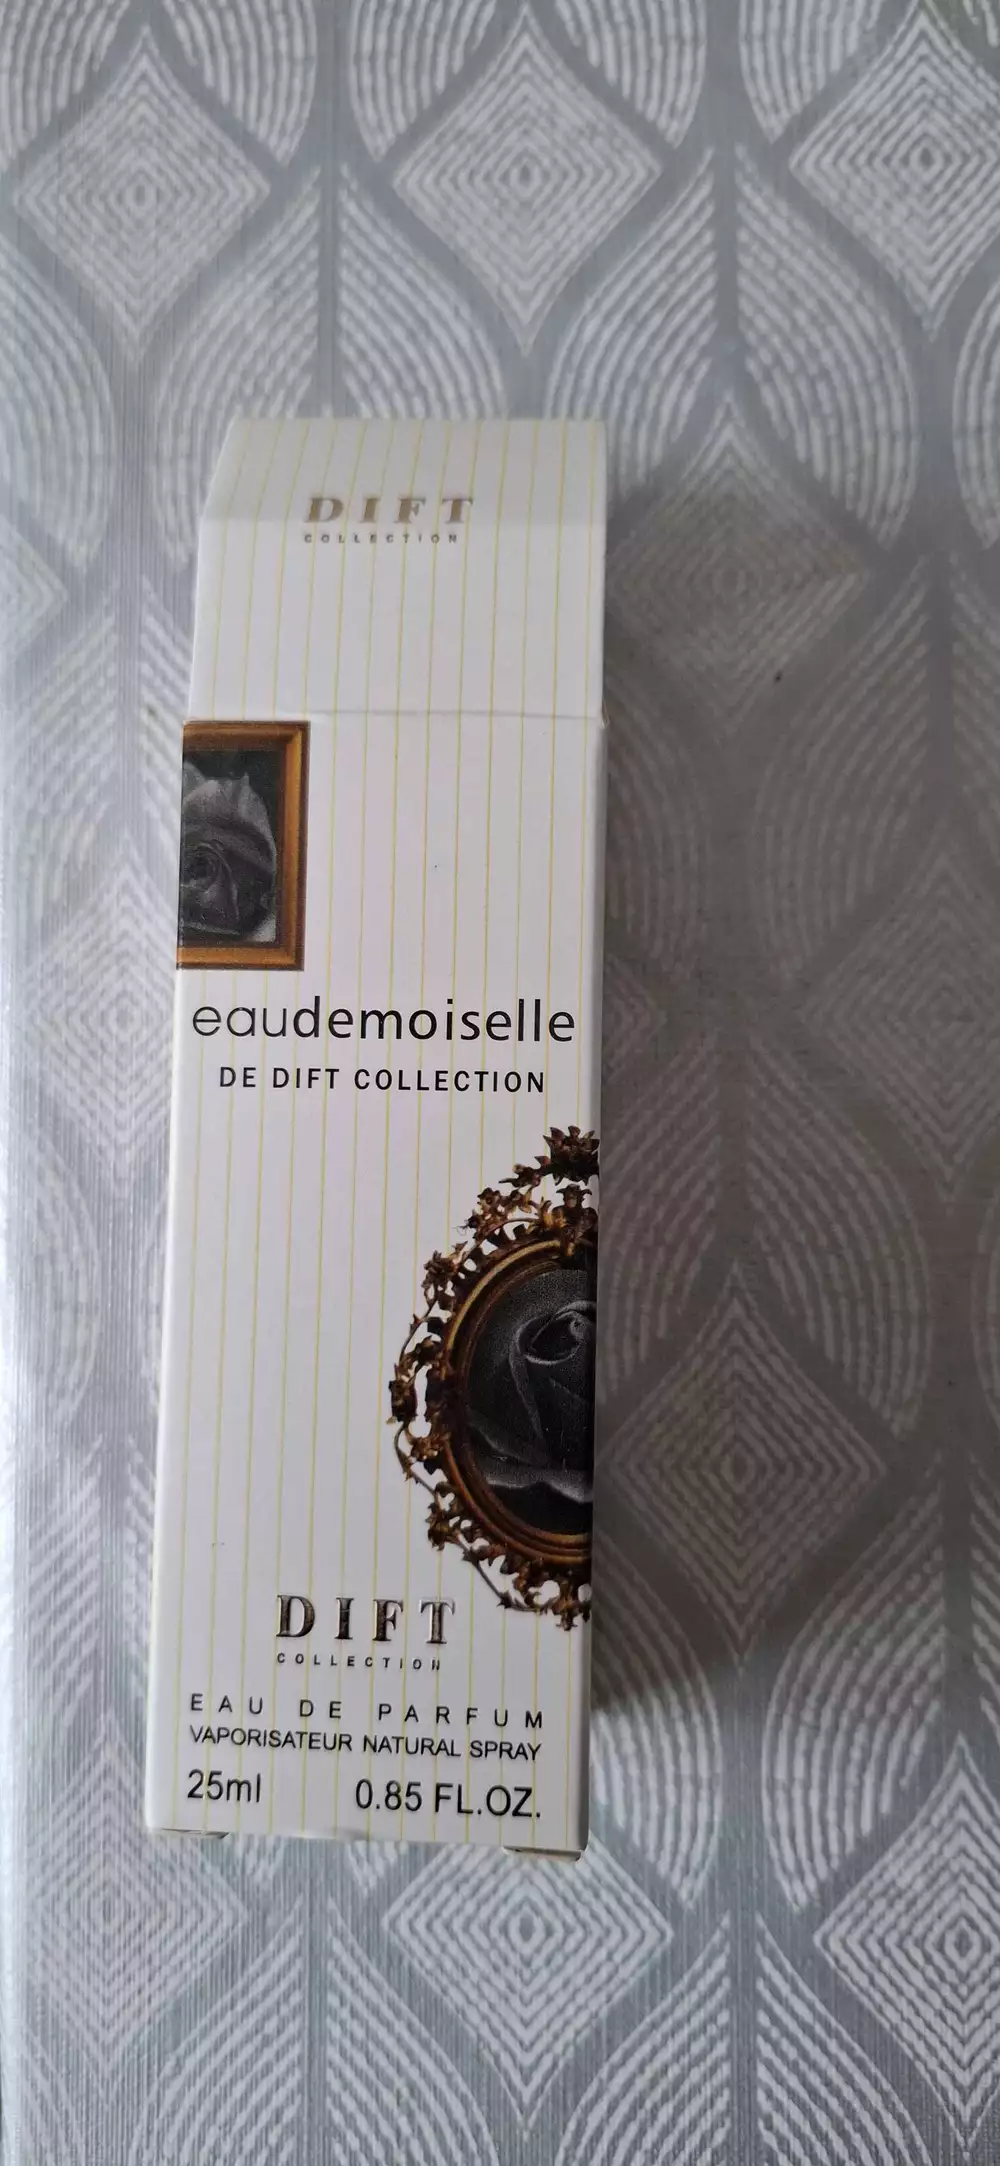 DIFT
COLLECTION
eaudemoiselle
DE DIFT COLLECTION
DIFT
COLLECTION
EAU DE PARFUM
VAPORISATEUR NATURAL SPRAY
25ml 0.85 FL.OZ.